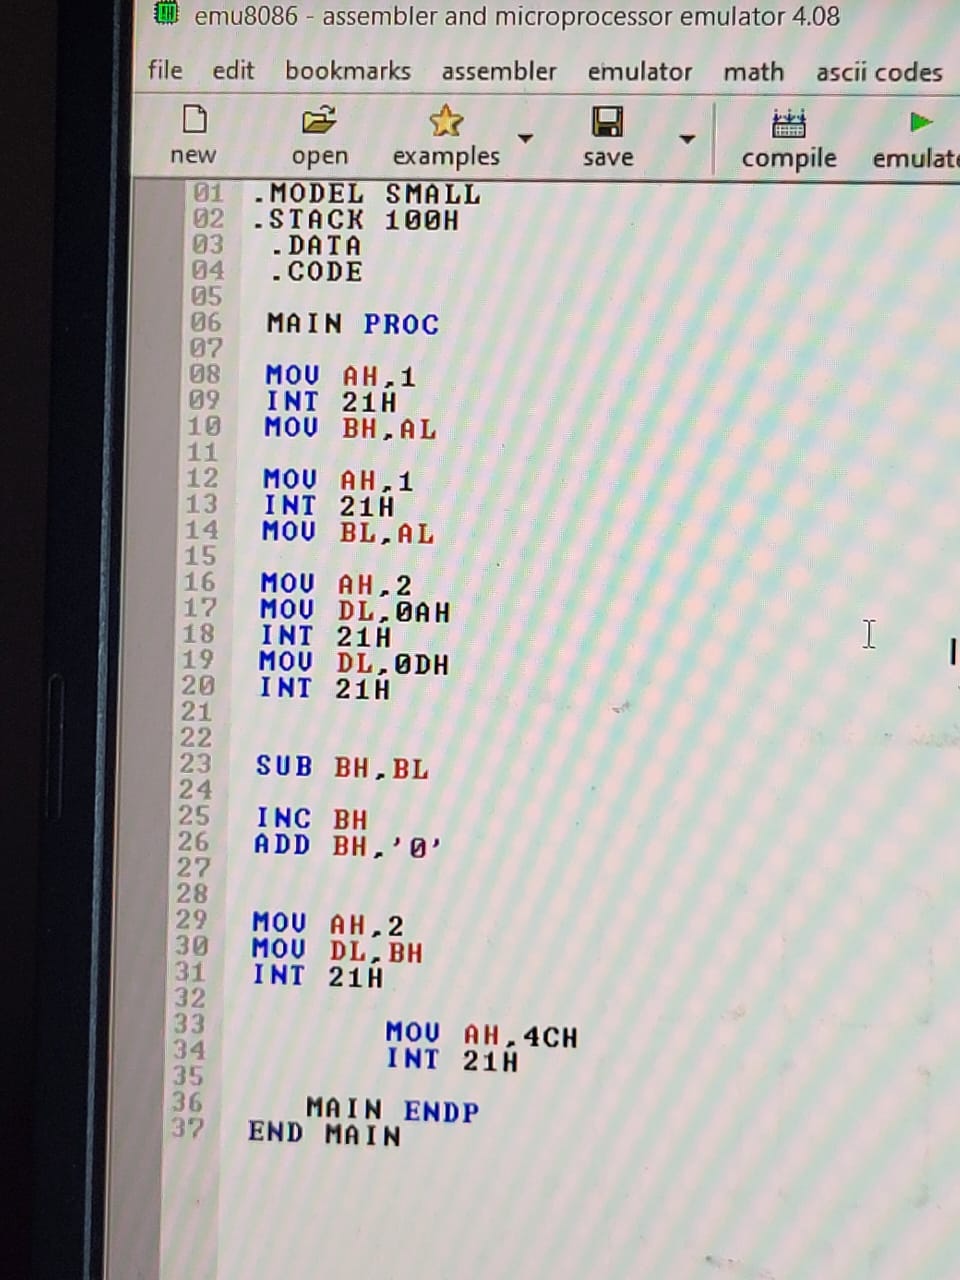 emu8086 - assembler and microprocessor emulator 4.08
file edit bookmarks assembler emulator math ascii codes
new open examples save compile
01 .MODEL SMALL
02 .STACK 100H
03 .DATA
04 .CODE
05
06 MAIN PROC
07
08 MOV AH,1
09 INT 21H
10 MOV BH,AL
11
12 MOV AH,1
13 INT 21H
14 MOV BL,AL
15
16 MOV AH,2
17 MOV DL,0AH
18 INT 21H
19 MOV DL,0DH
20 INT 21H
21
22
23 SUB BH,BL
24
25 INC BH
26 ADD BH,'0'
27
28
29 MOV AH,2
30 MOV DL,BH
31 INT 21H
32
33 MOV AH,4CH
34 INT 21H
35
36 MAIN ENDP
37 END MAIN